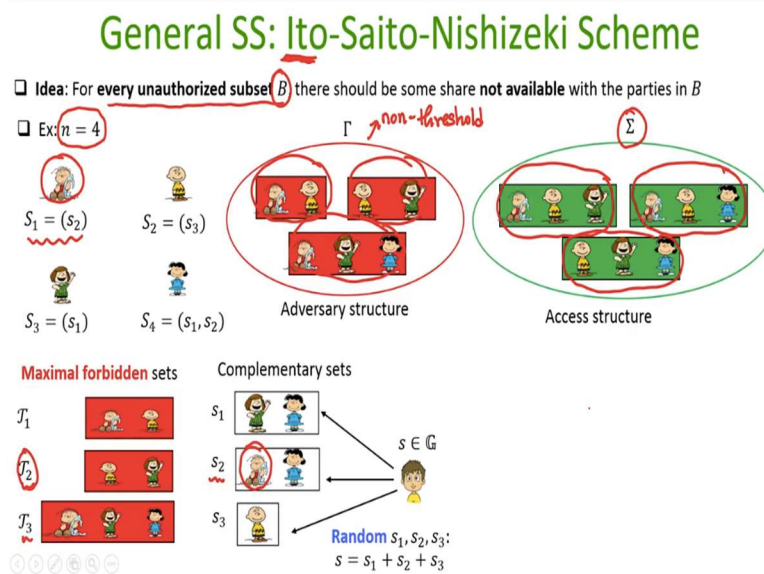 General SS: Ito-Saito-Nishizeki Scheme
❑ Idea: For every unauthorized subset B, there should be some share not available with the parties in B
❑ Ex: n = 4
Γ
non-threshold
Σ
S₁ = (s₂)
S₂ = (s₃)
S₃ = (s₁)
S₄ = (s₁, s₂)
Adversary structure
Access structure
Maximal forbidden sets
Complementary sets
𝒯₁
s₁
𝒯₂
s₂
𝒯₃
s₃
s ∈ 𝔾
Random s₁, s₂, s₃:
s = s₁ + s₂ + s₃